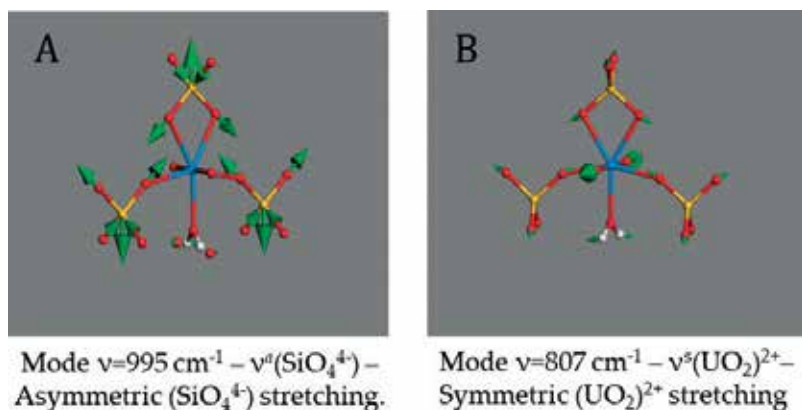 A
B
Mode ν=995 cm⁻¹ – νᵈ(SiO₄⁴⁻) –
Asymmetric (SiO₄⁴⁻) stretching.
Mode ν=807 cm⁻¹ – νˢ(UO₂)²⁺–
Symmetric (UO₂)²⁺ stretching